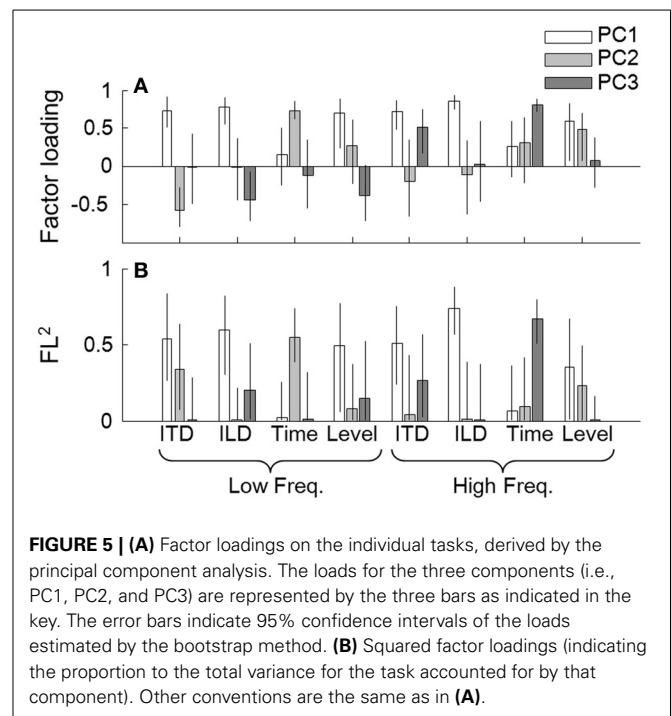 PC1
PC2
PC3
A
Factor loading
1
0.5
0
-0.5
B
FL²
1
0.5
0
ITD ILD Time Level ITD ILD Time Level
Low Freq. High Freq.
FIGURE 5 | (A) Factor loadings on the individual tasks, derived by the
principal component analysis. The loads for the three components (i.e.,
PC1, PC2, and PC3) are represented by the three bars as indicated in the
key. The error bars indicate 95% confidence intervals of the loads
estimated by the bootstrap method. (B) Squared factor loadings (indicating
the proportion to the total variance for the task accounted for by that
component). Other conventions are the same as in (A).